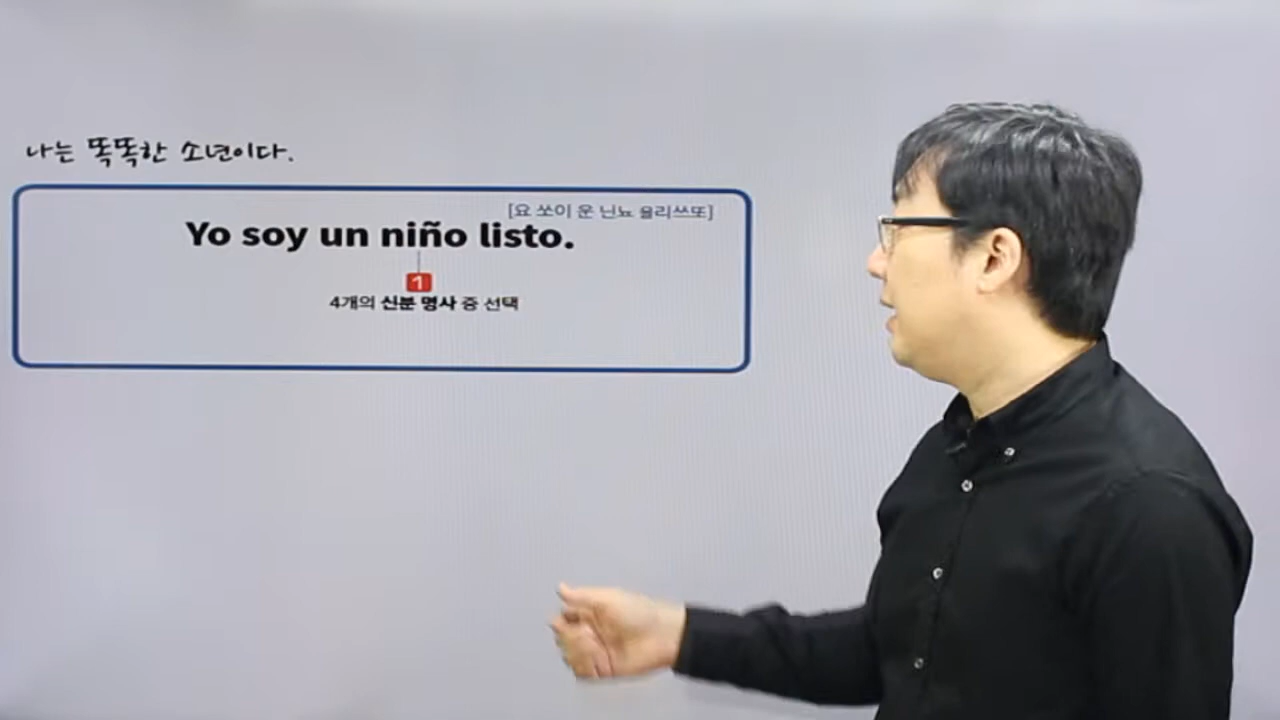 나는 똑똑한 소년이다.
[요 쏘이 운 닌뇨 을리쓰또]
Yo soy un niño listo.
1
4개의 신분 명사 중 선택